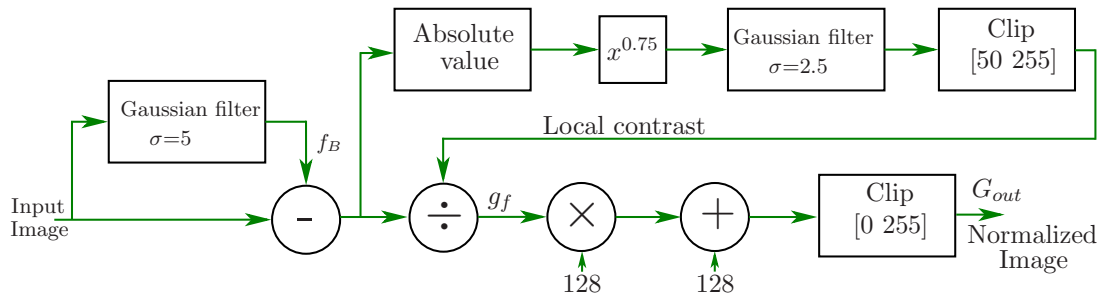 Absolute
value
x^0.75
Gaussian filter
σ=2.5
Clip
[50 255]
Gaussian filter
σ=5
f_B
Local contrast
Input
Image
-
÷
g_f
×
+
128
128
Clip
[0 255]
G_out
Normalized
Image